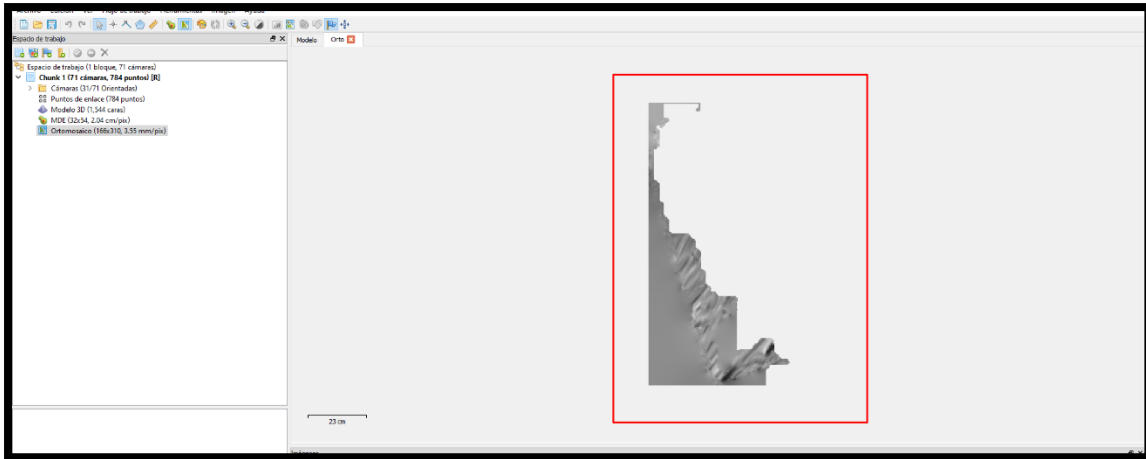 Espacio de trabajo
Modelo Orto
Espacio de trabajo (1 bloque, 71 cámaras)
Chunk 1 (71 cámaras, 784 puntos) [R]
Cámaras (31/71 Orientadas)
Puntos de enlace (784 puntos)
Modelo 3D (1,544 caras)
MDE (32x54, 2.04 cm/pix)
Ortomosaico (166x310, 3.55 mm/pix)
23 cm